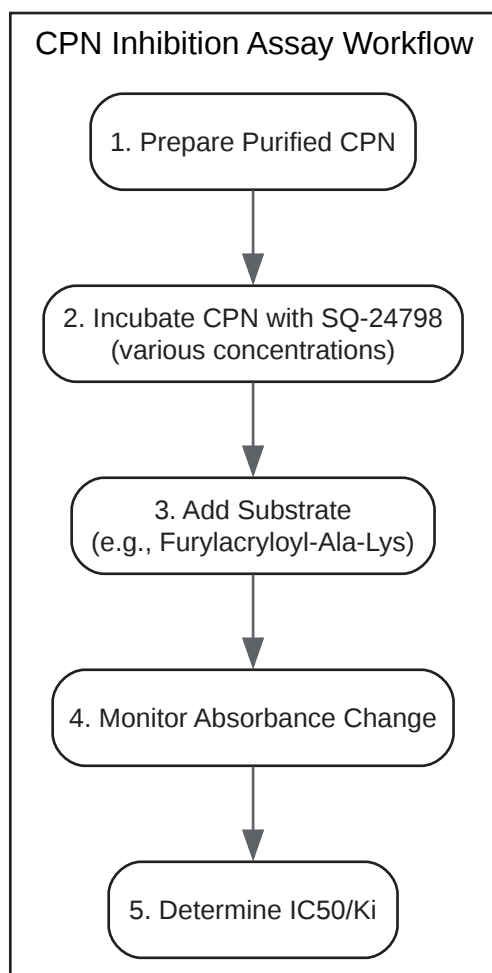 CPN Inhibition Assay Workflow
1. Prepare Purified CPN
2. Incubate CPN with SQ-24798
(various concentrations)
3. Add Substrate
(e.g., Furylacryloyl-Ala-Lys)
4. Monitor Absorbance Change
5. Determine IC50/Ki